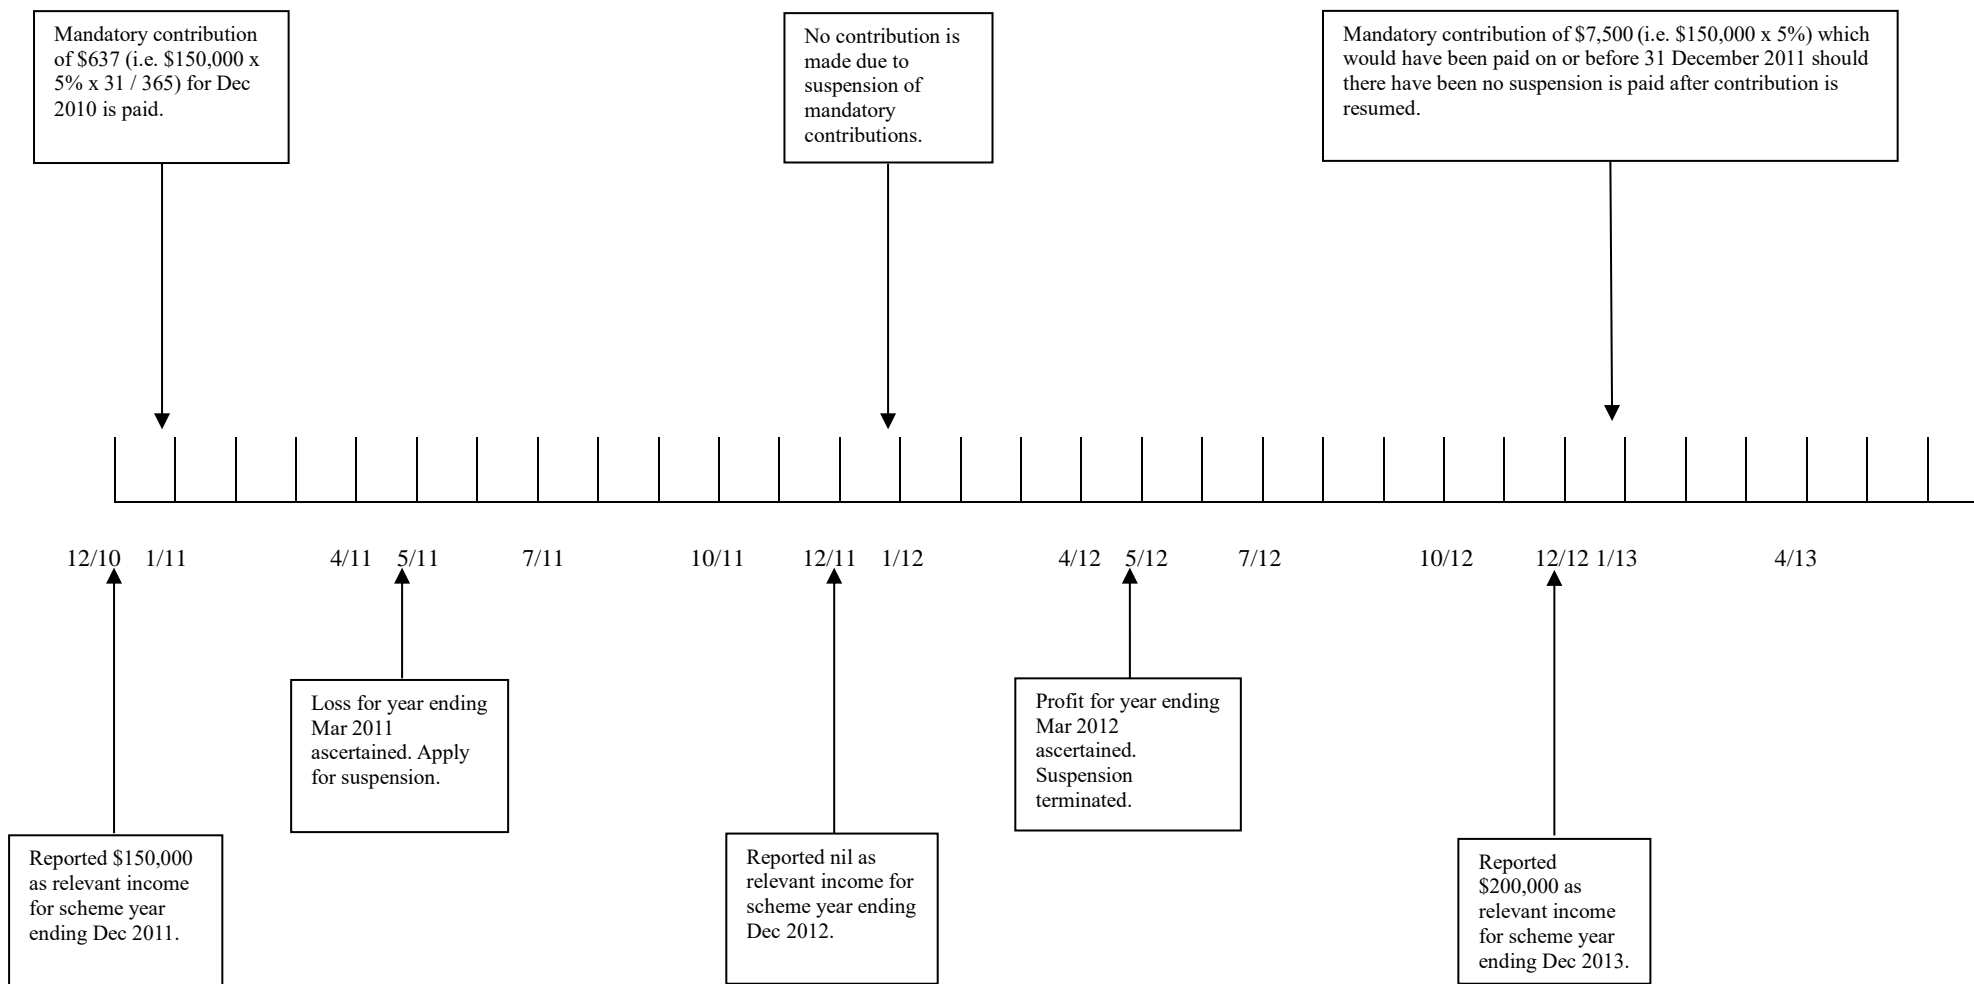 Mandatory contribution
of $637 (i.e. $150,000 x
5% x 31 / 365) for Dec
2010 is paid.
No contribution is
made due to
suspension of
mandatory
contributions.
Mandatory contribution of $7,500 (i.e. $150,000 x 5%) which
would have been paid on or before 31 December 2011 should
there have been no suspension is paid after contribution is
resumed.
12/10 1/11 4/11 5/11 7/11 10/11 12/11 1/12 4/12 5/12 7/12 10/12 12/12 1/13 4/13
Loss for year ending
Mar 2011
ascertained. Apply
for suspension.
Profit for year ending
Mar 2012
ascertained.
Suspension
terminated.
Reported $150,000
as relevant income
for scheme year
ending Dec 2011.
Reported nil as
relevant income for
scheme year ending
Dec 2012.
Reported
$200,000 as
relevant income
for scheme year
ending Dec 2013.